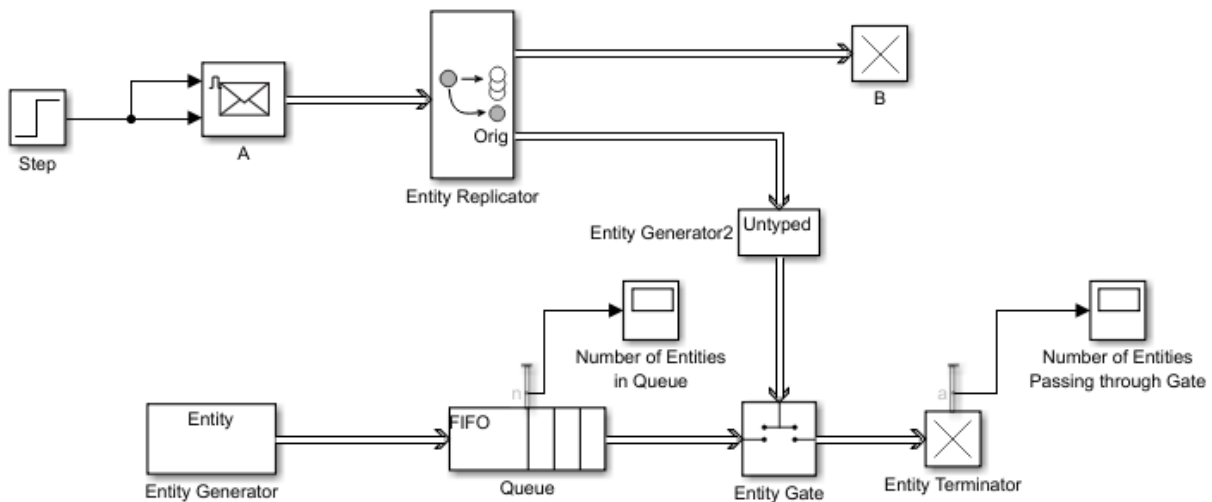 Step
A
Orig
Entity Replicator
B
Entity Generator2
Untyped
Number of Entities
in Queue
Number of Entities
Passing through Gate
n
a
Entity
Entity Generator
FIFO
Queue
Entity Gate
Entity Terminator